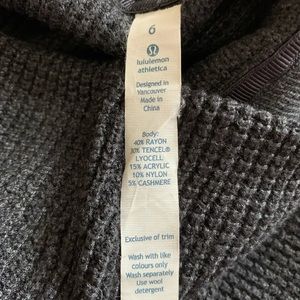 6
lululemon
athletica
Designed in
Vancouver
Made in
China
Body:
40% RAYON
30% TENCEL®
LYOCELL
15% ACRYLIC
10% NYLON
5% CASHMERE
Exclusive of trim
Wash with like
colours only
Wash separately
Use wool
detergent